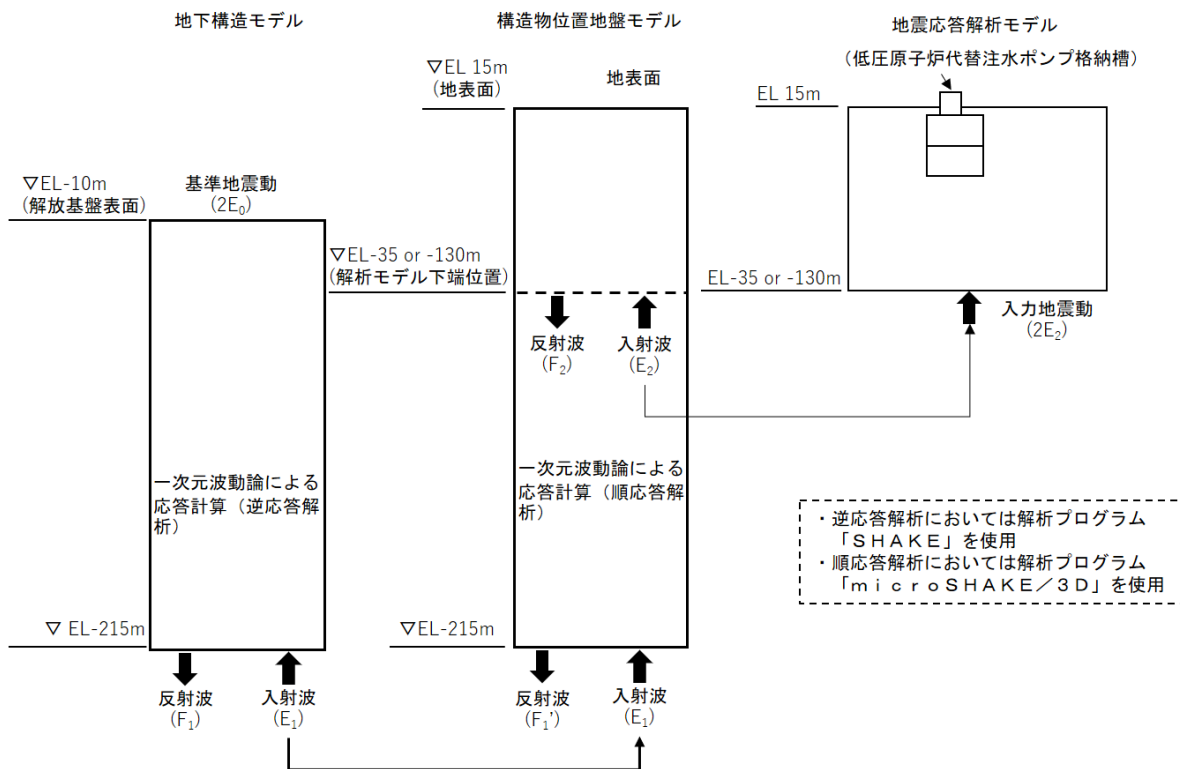 地下構造モデル
▽EL-10m
(解放基盤表面)
基準地震動
(2E₀)
一次元波動論による
応答計算（逆応答解
析）
▽ EL-215m
反射波
(F₁)
入射波
(E₁)
構造物位置地盤モデル
▽EL 15m
(地表面)
地表面
▽EL-35 or -130m
(解析モデル下端位置)
反射波
(F₂)
入射波
(E₂)
一次元波動論による
応答計算（順応答解
析）
▽EL-215m
反射波
(F₁')
入射波
(E₁)
地震応答解析モデル
（低圧原子炉代替注水ポンプ格納槽）
EL 15m
EL-35 or -130m
入力地震動
(2E₂)
・逆応答解析においては解析プログラム
「ＳＨＡＫＥ」を使用
・順応答解析においては解析プログラム
「ｍｉｃｒｏＳＨＡＫＥ／３Ｄ」を使用